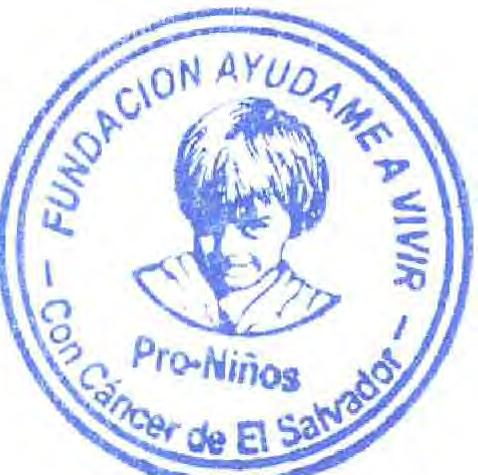 FUNDACION AYUDAME A VIVIR
Pro-Niños
– Con Cáncer de El Salvador –